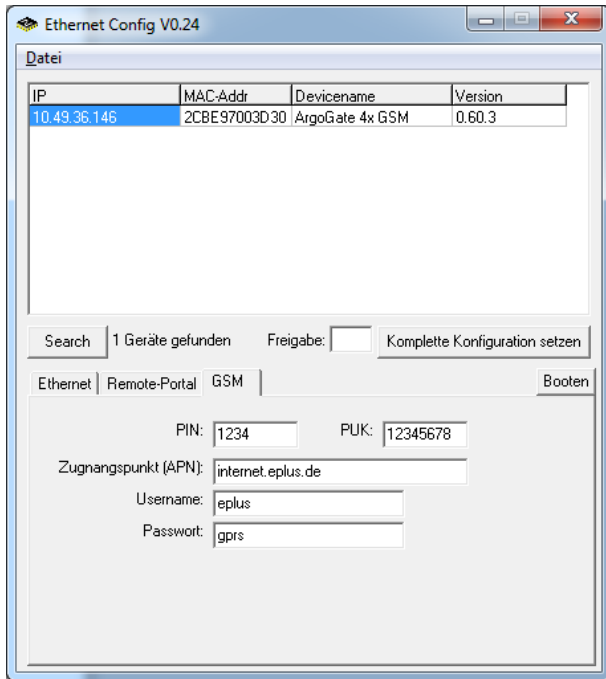 Ethernet Config V0.24
Datei
IP MAC-Addr Devicename Version
10.49.36.146 2CBE97003D30 ArgoGate 4x GSM 0.60.3
Search 1 Geräte gefunden Freigabe: Komplette Konfiguration setzen
Ethernet Remote-Portal GSM Booten
PIN: 1234 PUK: 12345678
Zugnangspunkt (APN): internet.eplus.de
Username: eplus
Passwort: gprs